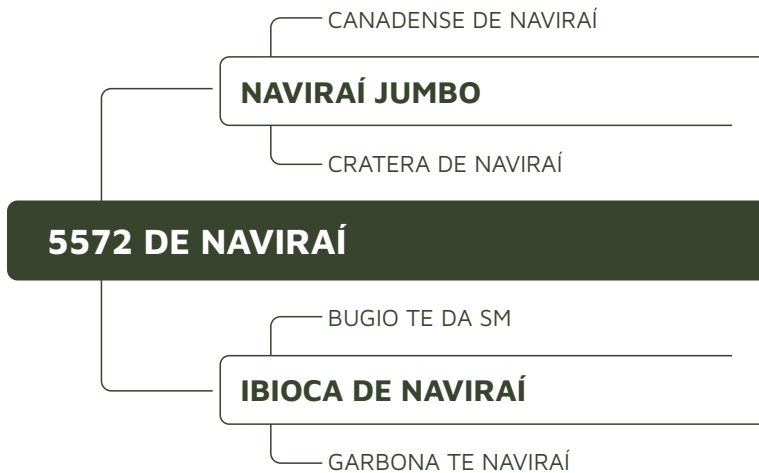 CANADENSE DE NAVIRAÍ
NAVIRAÍ JUMBO
CRATERA DE NAVIRAÍ
5572 DE NAVIRAÍ
BUGIO TE DA SM
IBIOCA DE NAVIRAÍ
GARBONA TE NAVIRAÍ